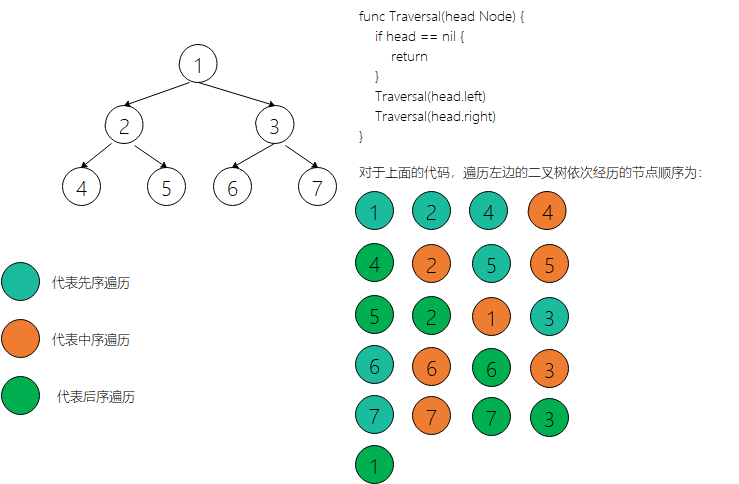 func Traversal(head Node) {
if head == nil {
return
}
Traversal(head.left)
Traversal(head.right)
}
1
2 3
4 5 6 7
对于上面的代码，遍历左边的二叉树依次经历的节点顺序为：
1 2 4 4
4 2 5 5
5 2 1 3
6 6 6 3
7 7 7 3
1
代表先序遍历
代表中序遍历
代表后序遍历